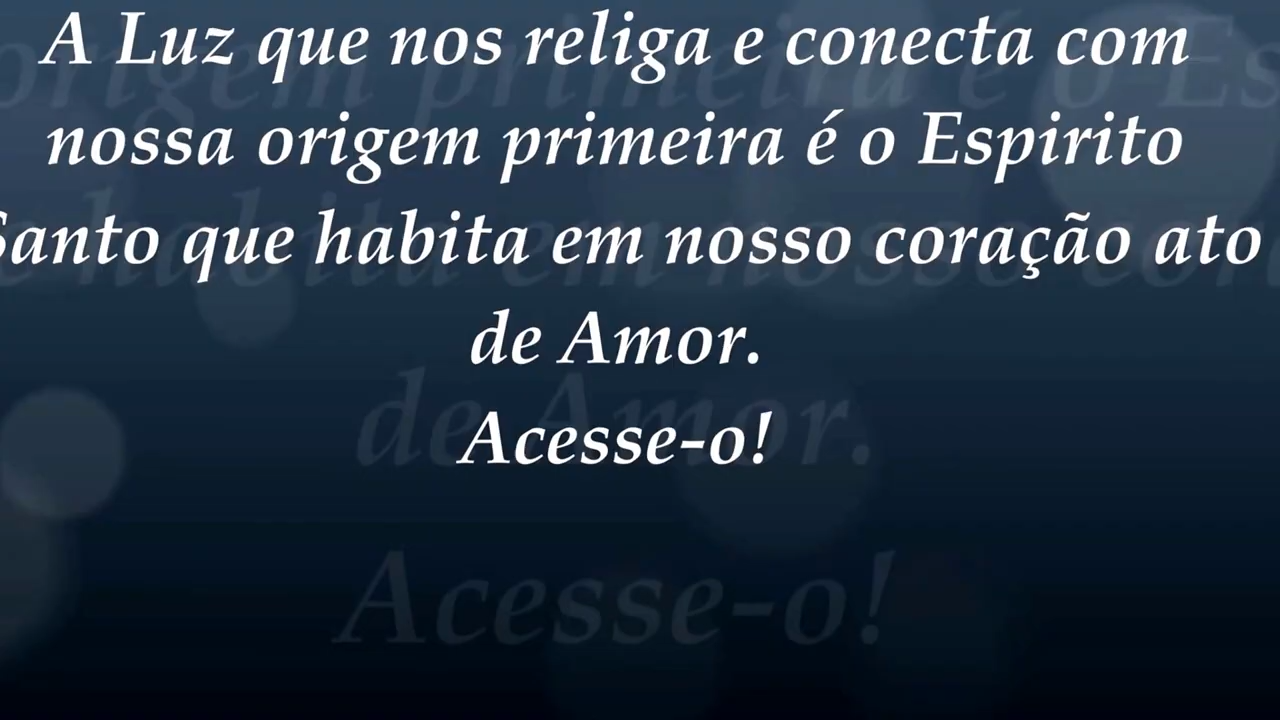 A Luz que nos religa e conecta com
nossa origem primeira é o Espirito
Santo que habita em nosso coração ato
de Amor.
Acesse-o!